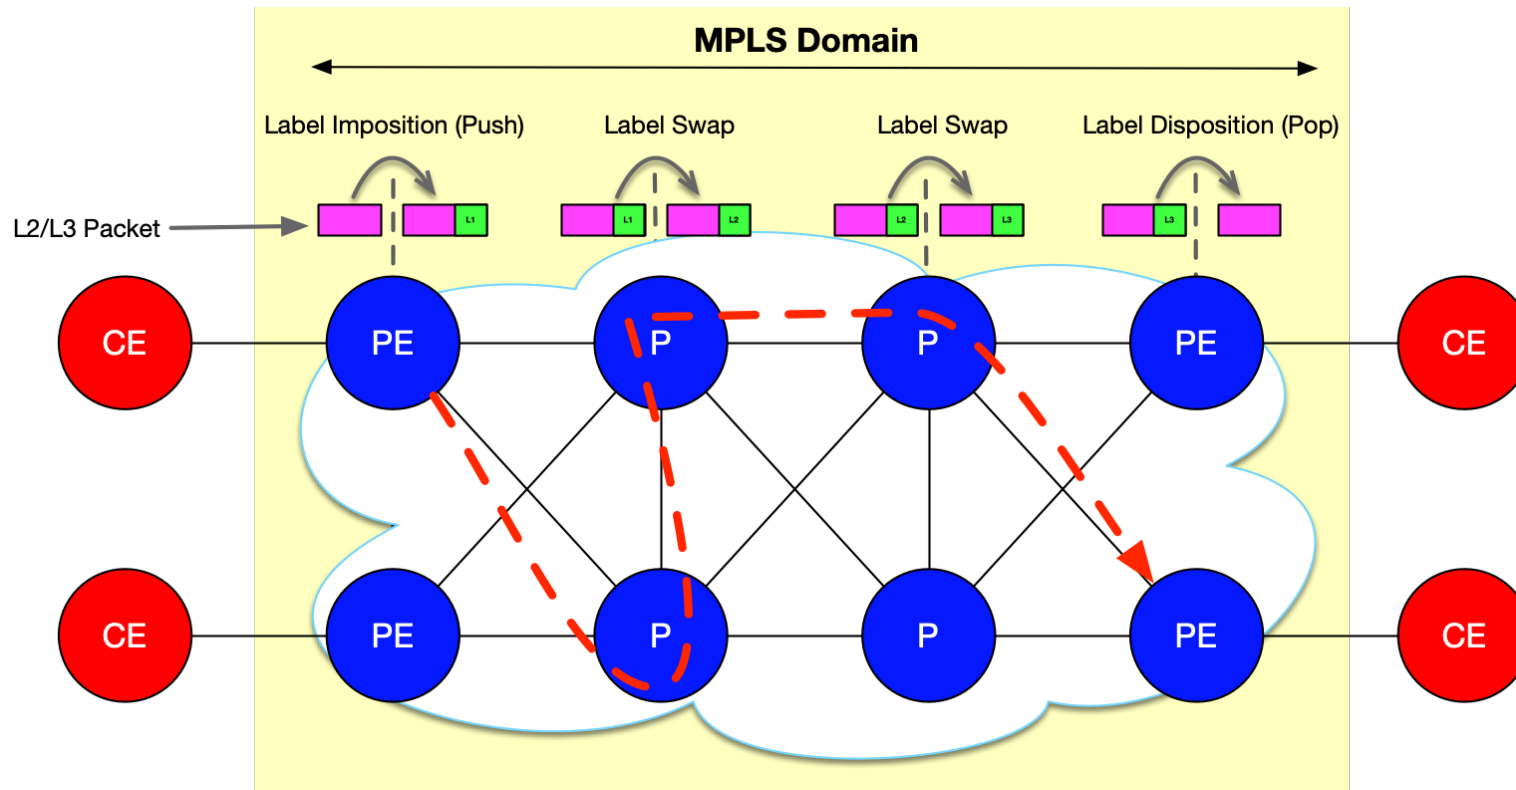 MPLS Domain
Label Imposition (Push)
Label Swap
Label Swap
Label Disposition (Pop)
L2/L3 Packet
L1
L1
L2
L2
L3
L3
CE
PE
P
P
PE
CE
CE
PE
P
P
PE
CE